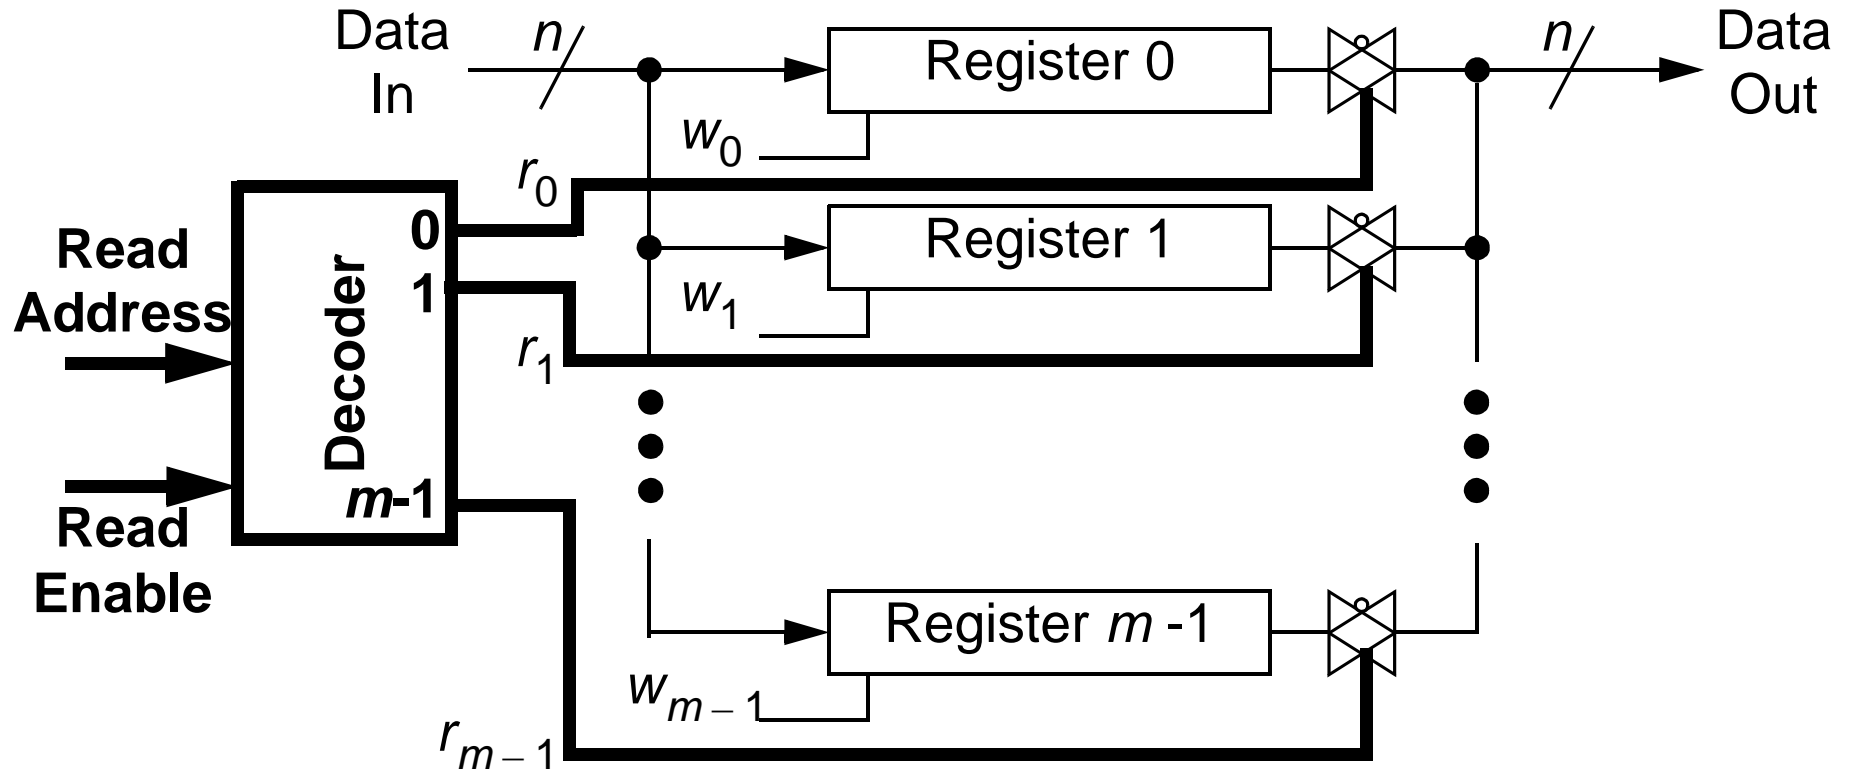 Data
In
n
Register 0
n
Data
Out
w0
r0
Read
Address
Decoder
0
1
m-1
Register 1
w1
r1
Read
Enable
Register m -1
wm – 1
rm – 1